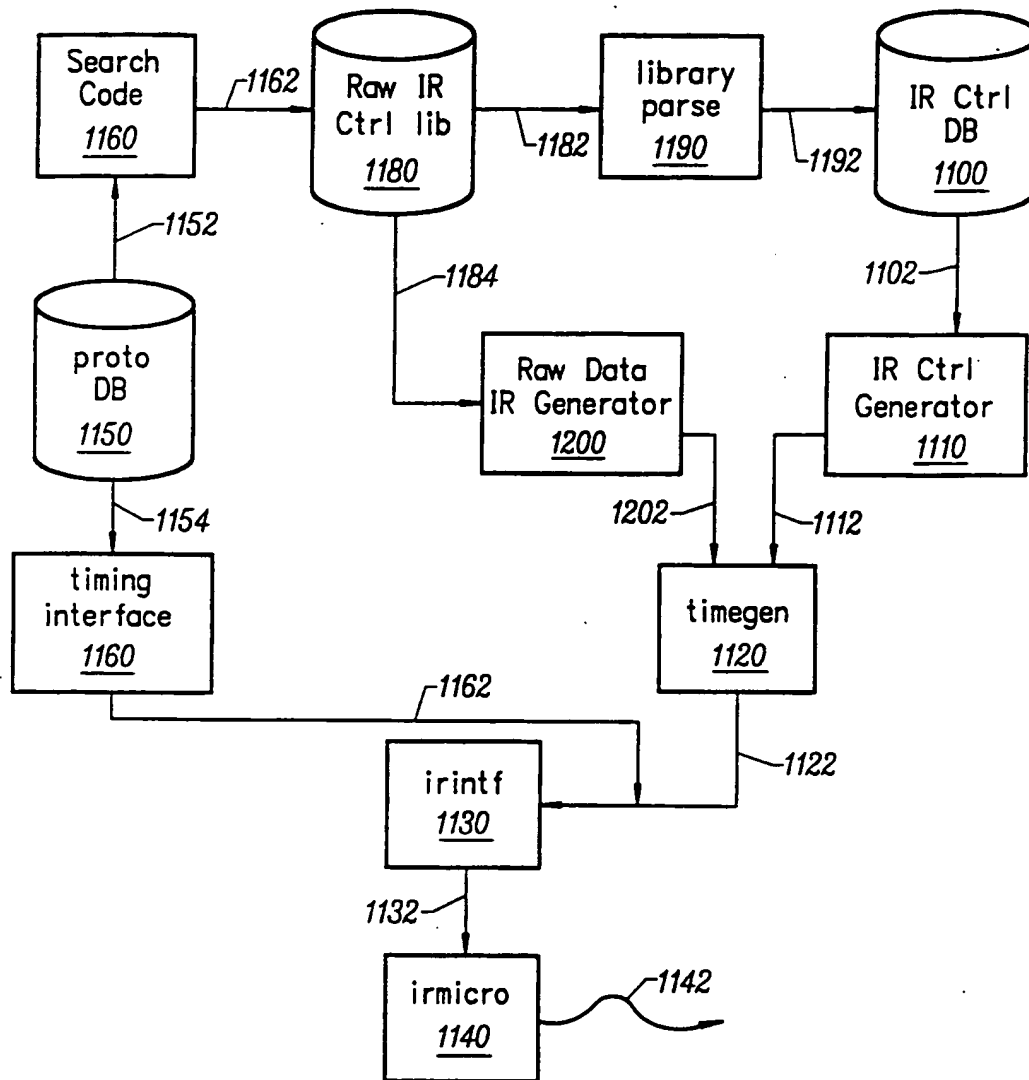 Search
Code
1160
1162
Raw IR
Ctrl lib
1180
1182
library
parse
1190
1192
IR Ctrl
DB
1100
1152
1184
1102
proto
DB
1150
Raw Data
IR Generator
1200
IR Ctrl
Generator
1110
1154
1202
1112
timing
interface
1160
timegen
1120
1162
1122
irintf
1130
1132
irmicro
1140
1142